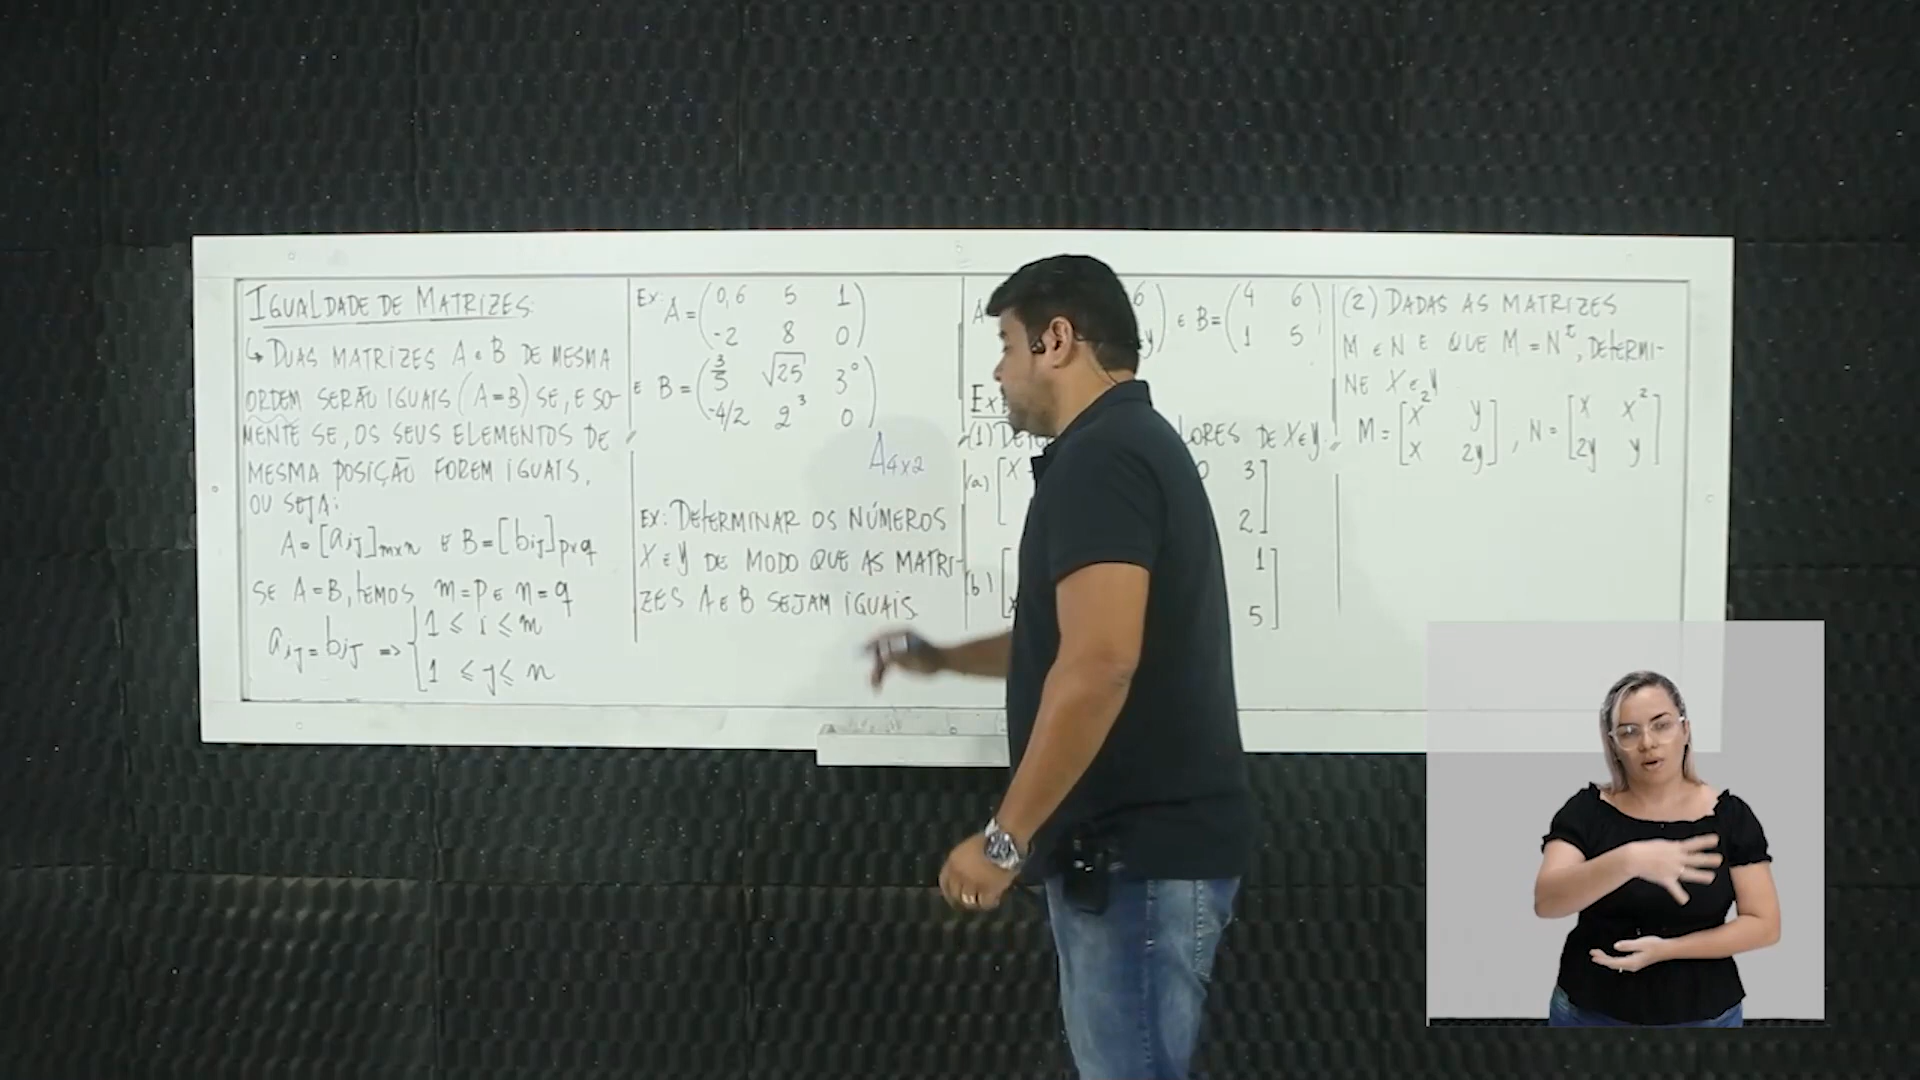 IGUALDADE DE MATRIZES:
↳ DUAS MATRIZES A e B DE MESMA
ORDEM SERÃO IGUAIS (A=B) SE, E SO-
MENTE SE, OS SEUS ELEMENTOS DE
MESMA POSIÇÃO FOREM IGUAIS,
OU SEJA:
A=[aij]mxn E B=[bij]pxq
SE A=B, TEMOS m=p E n=q
aij=bij => { 1 ≤ i ≤ m
1 ≤ j ≤ n
Ex: A = ( 0,6 5 1
-2 8 0 )
E B = ( 3/5 √25 3°
-4/2 2³ 0 )
A4x2
EX: DETERMINAR OS NÚMEROS
X E Y DE MODO QUE AS MATRI-
ZES A E B SEJAM IGUAIS.
A 6 ) E B= ( 4 6
y) 1 5 )
(1) DETE LORES DE X E Y.
(a) [ X 3 ]
2 ]
(b) [ 1 ]
5 ]
(2) DADAS AS MATRIZES
M E N E QUE M = Nᵗ, DETERMI-
NE X E Y
M = [ x² y , N = [ x x²
x 2y ] 2y y ]